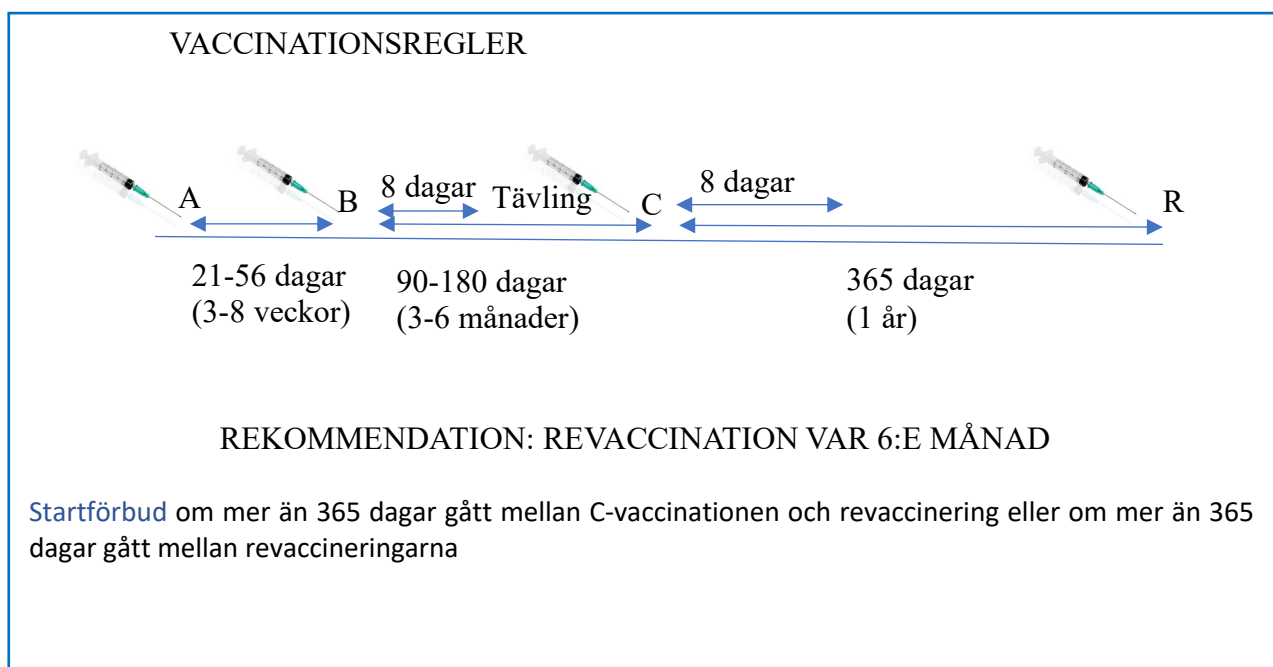 VACCINATIONSREGLER
A
B
8 dagar
Tävling
C
8 dagar
R
21-56 dagar
(3-8 veckor)
90-180 dagar
(3-6 månader)
365 dagar
(1 år)
REKOMMENDATION: REVACCINATION VAR 6:E MÅNAD
Startförbud om mer än 365 dagar gått mellan C-vaccinationen och revaccinering eller om mer än 365
dagar gått mellan revaccineringarna